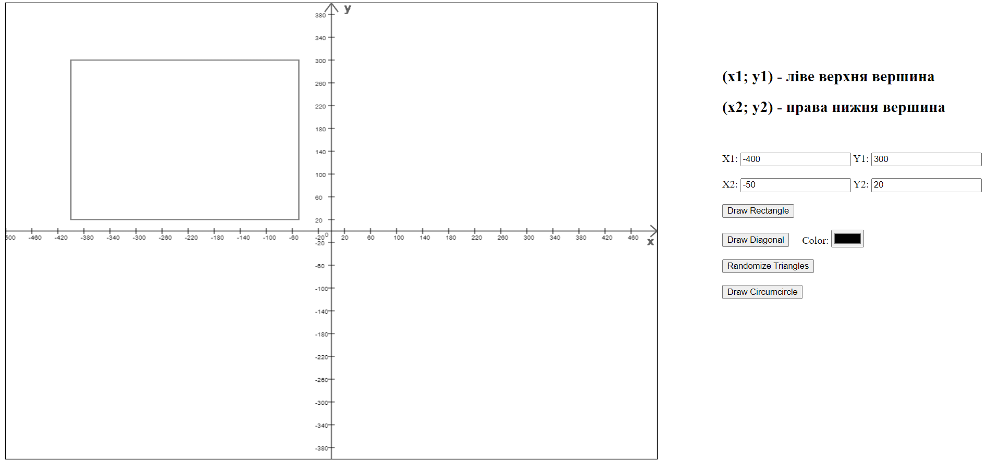 y
380
340
300
260
220
180
140
100
60
20
500 -460 -420 -380 -340 -300 -260 -220 -180 -140 -100 -60 -20 0 20 60 100 140 180 220 260 300 340 380 420 460
x
-20
-60
-100
-140
-180
-220
-260
-300
-340
-380
(x1; y1) - ліве верхня вершина
(x2; y2) - права нижня вершина
X1: -400 Y1: 300
X2: -50 Y2: 20
Draw Rectangle
Draw Diagonal Color:
Randomize Triangles
Draw Circumcircle